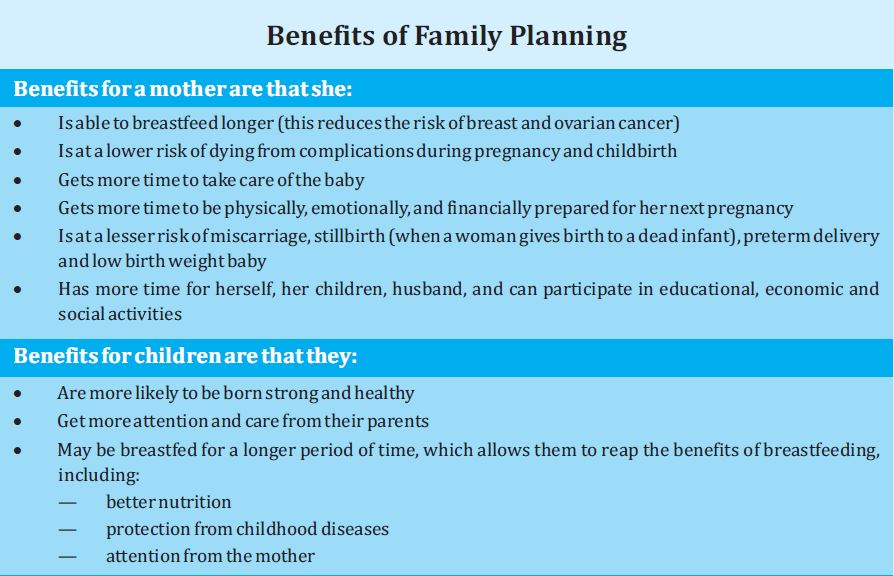 Benefits of Family Planning
Benefits for a mother are that she:
• Is able to breastfeed longer (this reduces the risk of breast and ovarian cancer)
• Is at a lower risk of dying from complications during pregnancy and childbirth
• Gets more time to take care of the baby
• Gets more time to be physically, emotionally, and financially prepared for her next pregnancy
• Is at a lesser risk of miscarriage, stillbirth (when a woman gives birth to a dead infant), preterm delivery
and low birth weight baby
• Has more time for herself, her children, husband, and can participate in educational, economic and
social activities
Benefits for children are that they:
• Are more likely to be born strong and healthy
• Get more attention and care from their parents
• May be breastfed for a longer period of time, which allows them to reap the benefits of breastfeeding,
including:
— better nutrition
— protection from childhood diseases
— attention from the mother